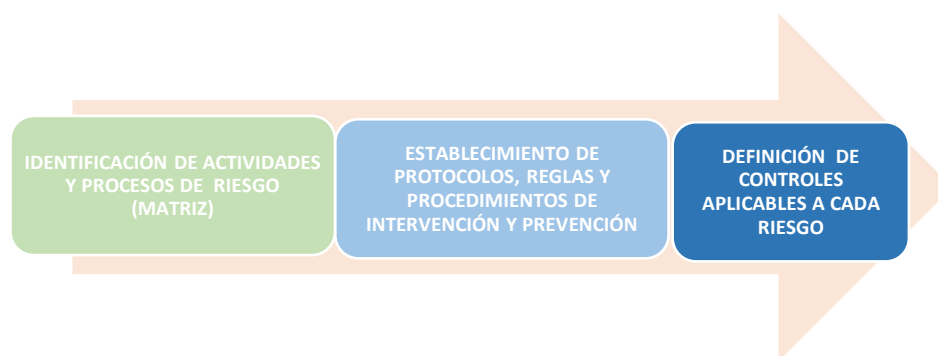 IDENTIFICACIÓN DE ACTIVIDADES
Y PROCESOS DE RIESGO
(MATRIZ)
ESTABLECIMIENTO DE
PROTOCOLOS, REGLAS Y
PROCEDIMIENTOS DE
INTERVENCIÓN Y PREVENCIÓN
DEFINICIÓN DE
CONTROLES
APLICABLES A CADA
RIESGO